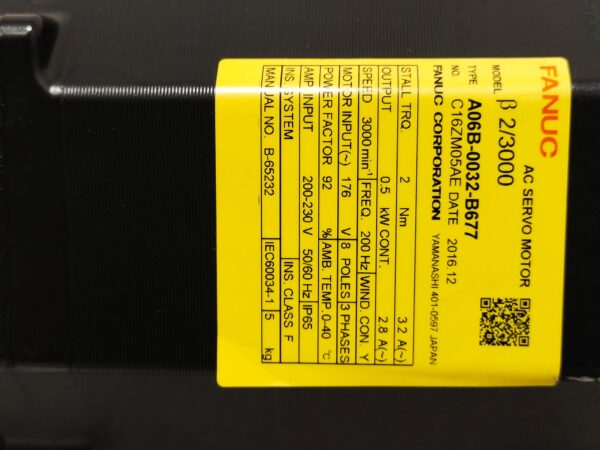 FANUC AC SERVO MOTOR
MODEL β 2/3000
TYPE A06B-0032-B677
NO. C16ZM05AE DATE 2016.12
FANUC CORPORATION YAMANASHI 401-0597 JAPAN
STALL TRQ. 2 Nm 3.2 A(~)
OUTPUT 0.5 kW CONT. 2.8 A(~)
SPEED 3000 min⁻¹ FREQ. 200 Hz WIND. CON. Y
MOTOR INPUT(~) 176 V 8 POLES 3 PHASES
POWER FACTOR 92 % AMB. TEMP. 0-40 ℃
AMP INPUT 200-230 V 50/60 Hz IP65
INS. SYSTEM INS. CLASS F
MANUAL NO. B-65232 IEC60034-1 5 kg